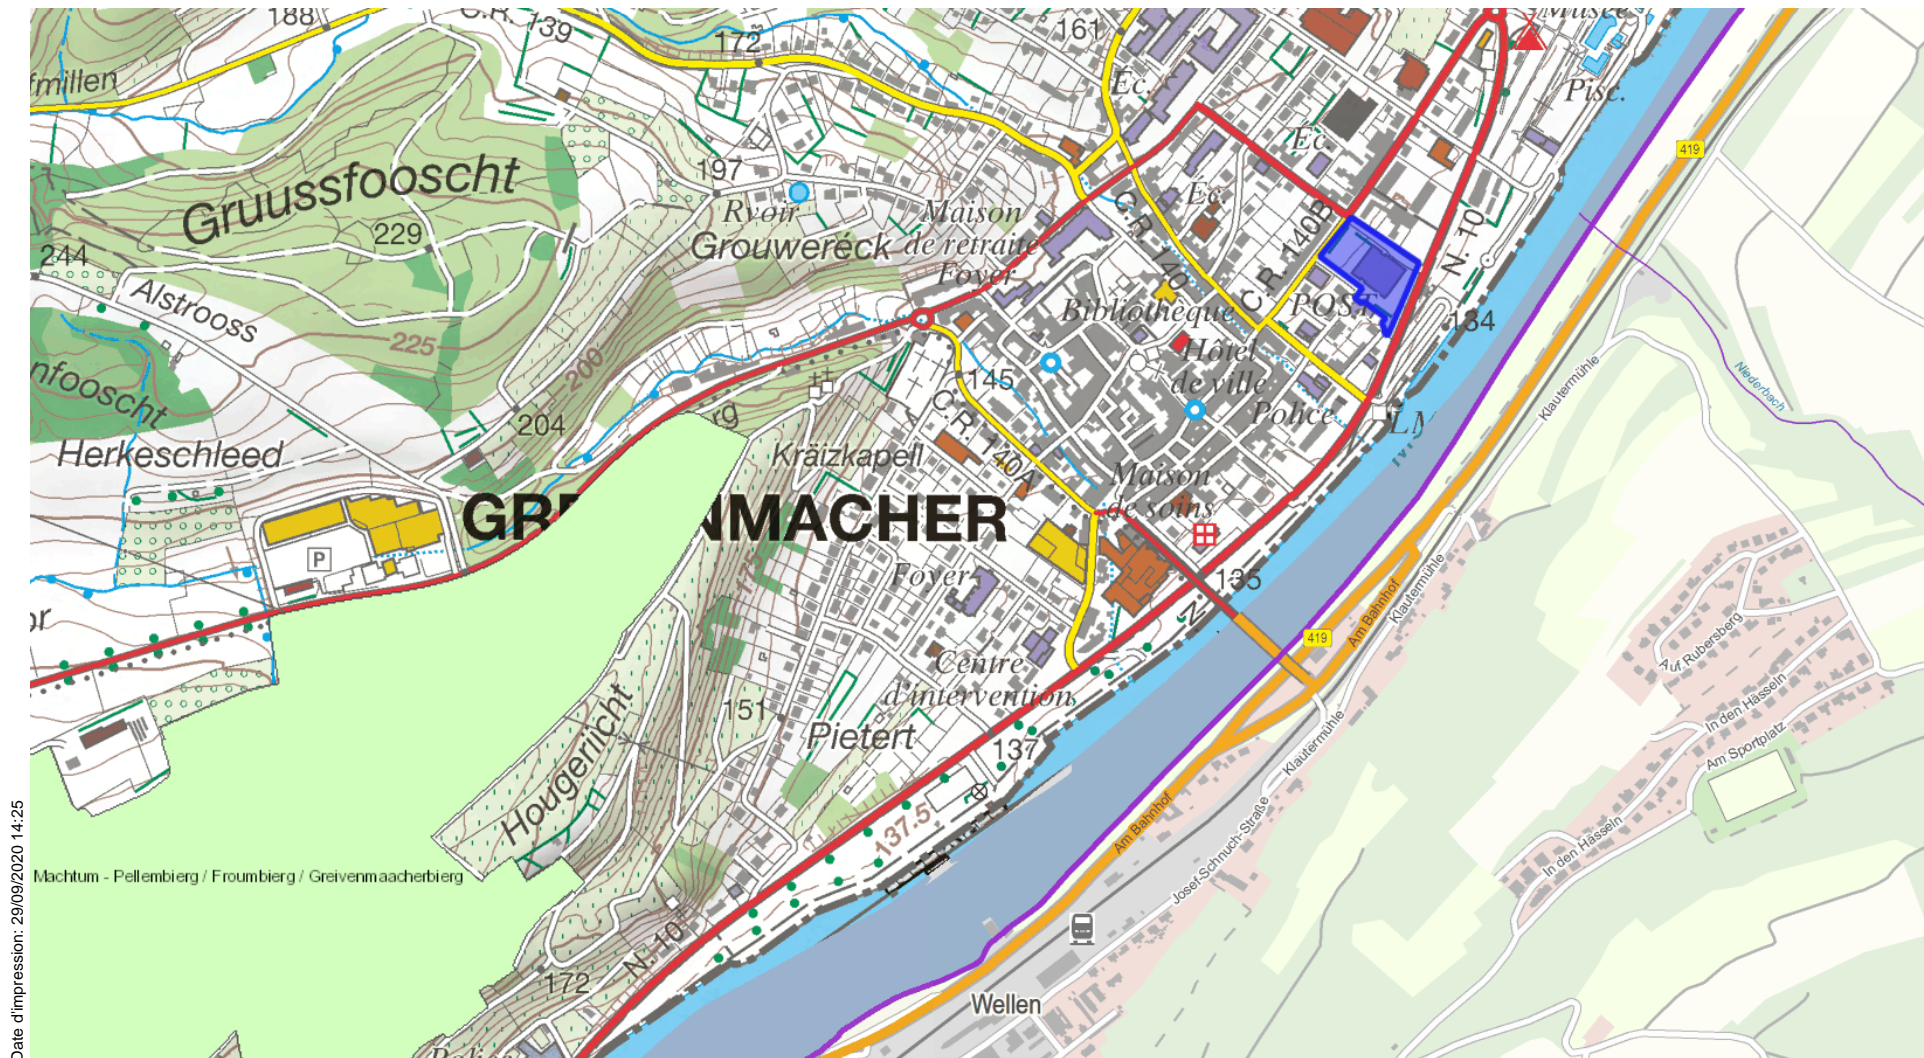 188
C.R. 139
172
161
Musée
Ec.
Pisc.
fmillen
419
Ec.
Gruussfooscht
197
Rvoir
Maison
de retraite
Foyer
Ec.
C.R. 140B
N. 10
229
Grouweréck
C.R. 140
244
Alstrooss
Bibliothèque
POST
134
225
Hôtel
de ville
Klautermühle
Niederbach
nfooscht
200
145
204
C.R. 140A
Police
Herkeschleed
Kräizkapell
Maison
de soins
P
Foyer
135
Klautermühle
419
Am Bahnhof
Auf Rubersberg
Centre
d'intervention
In den Hässeln
Am Sportplatz
Hougeriicht
151
Pietert
137
Klautermühle
137.5
Am Bahnhof
In den Hässeln
Josef-Schnuch-Straße
Machtum - Pellembierg / Froumbierg / Greivenmaacherbierg
N. 10
172
Wellen
Police
Date d'impression: 29/09/2020 14:25